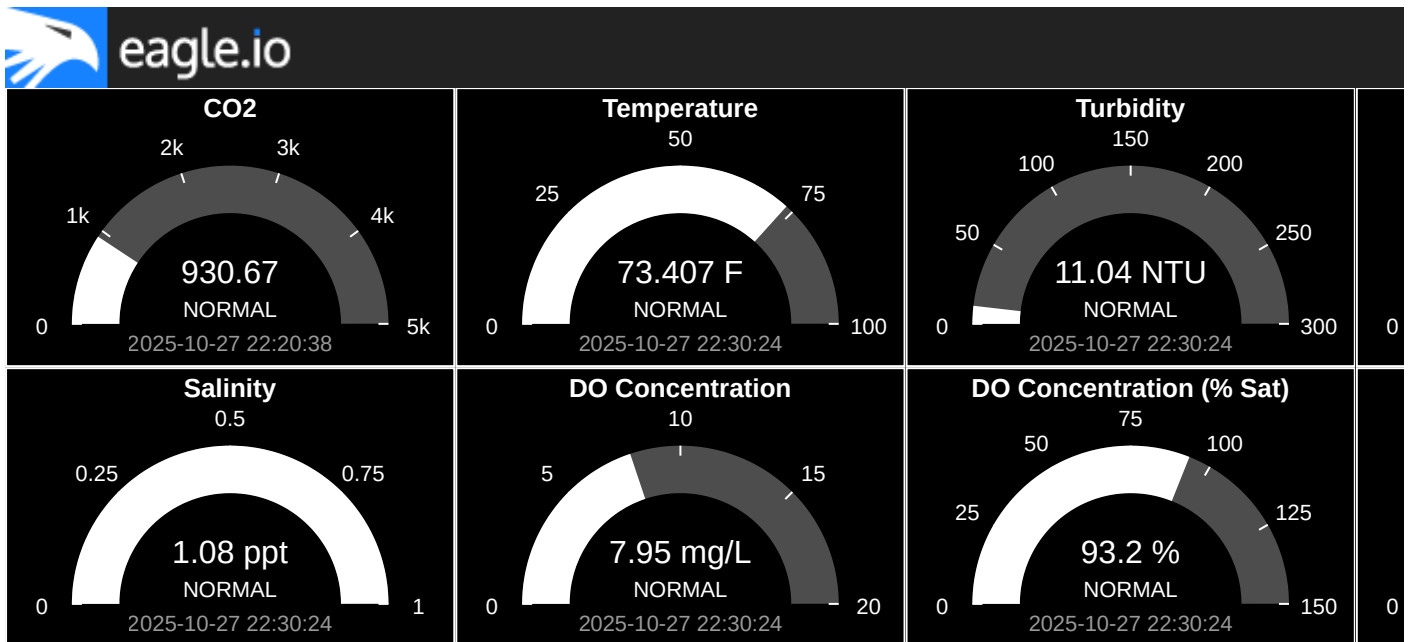 eagle.io
CO2
0
1k
2k
3k
4k
5k
930.67
NORMAL
2025-10-27 22:20:38
Temperature
0
25
50
75
100
73.407 F
NORMAL
2025-10-27 22:30:24
Turbidity
0
50
100
150
200
250
300
11.04 NTU
NORMAL
2025-10-27 22:30:24
0
Salinity
0
0.25
0.5
0.75
1
1.08 ppt
NORMAL
2025-10-27 22:30:24
DO Concentration
0
5
10
15
20
7.95 mg/L
NORMAL
2025-10-27 22:30:24
DO Concentration (% Sat)
0
25
50
75
100
125
150
93.2 %
NORMAL
2025-10-27 22:30:24
0